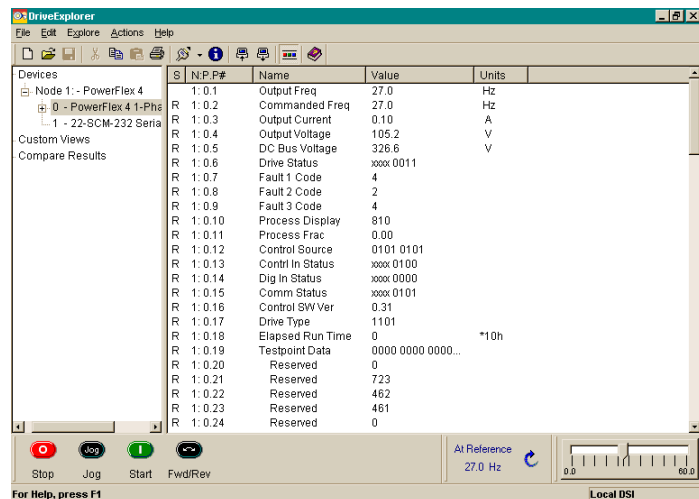 DriveExplorer
File Edit Explore Actions Help
Devices
Node 1: - PowerFlex 4
0 - PowerFlex 4 1-Pha
1 - 22-SCM-232 Seria
Custom Views
Compare Results
S N:P.P# Name Value Units
1: 0.1 Output Freq 27.0 Hz
R 1: 0.2 Commanded Freq 27.0 Hz
R 1: 0.3 Output Current 0.10 A
R 1: 0.4 Output Voltage 105.2 V
R 1: 0.5 DC Bus Voltage 326.6 V
R 1: 0.6 Drive Status xxxx 0011
R 1: 0.7 Fault 1 Code 4
R 1: 0.8 Fault 2 Code 2
R 1: 0.9 Fault 3 Code 4
R 1: 0.10 Process Display 810
R 1: 0.11 Process Frac 0.00
R 1: 0.12 Control Source 0101 0101
R 1: 0.13 Contrl In Status xxxx 0100
R 1: 0.14 Dig In Status xxxx 0000
R 1: 0.15 Comm Status xxxx 0101
R 1: 0.16 Control SW Ver 0.31
R 1: 0.17 Drive Type 1101
R 1: 0.18 Elapsed Run Time 0 *10h
R 1: 0.19 Testpoint Data 0000 0000 0000...
R 1: 0.20 Reserved 0
R 1: 0.21 Reserved 723
R 1: 0.22 Reserved 462
R 1: 0.23 Reserved 461
R 1: 0.24 Reserved 0
Jog
Stop Jog Start Fwd/Rev
At Reference
27.0 Hz
0.0 60.0
For Help, press F1 Local DSI